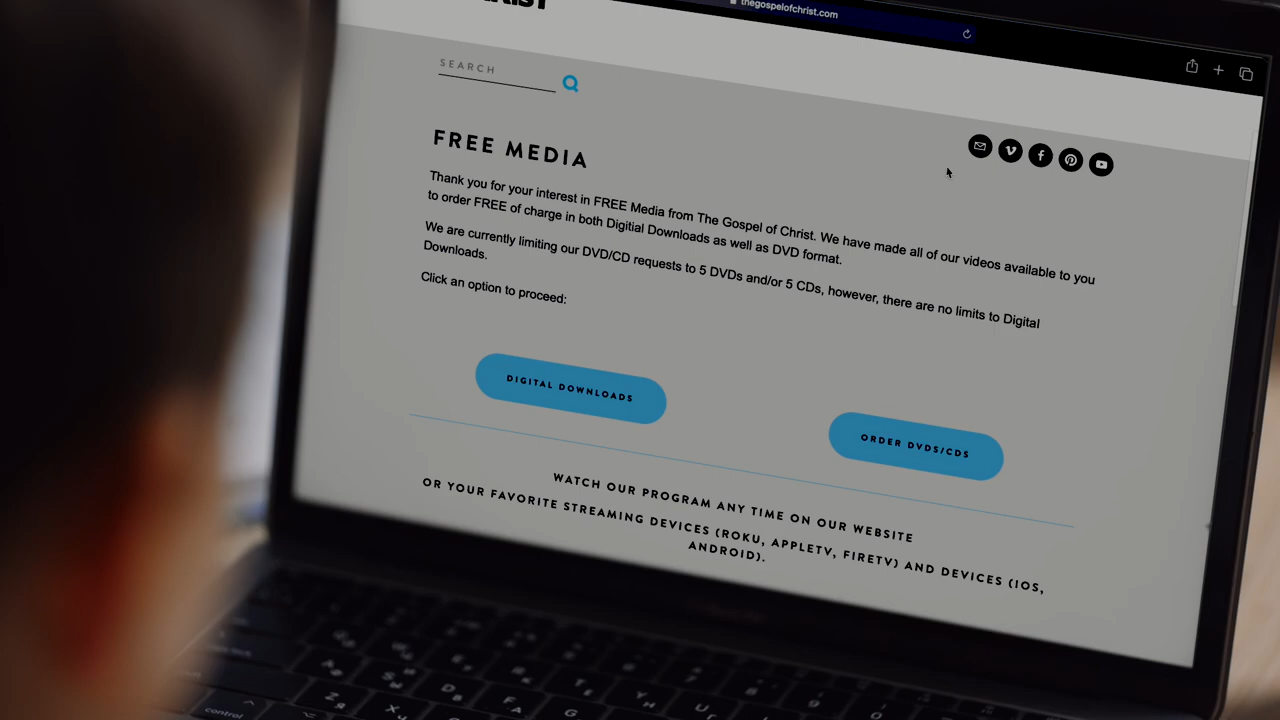 thegospelofchrist.com
SEARCH
FREE MEDIA
Thank you for your interest in FREE Media from The Gospel of Christ. We have made all of our videos available to you
to order FREE of charge in both Digitial Downloads as well as DVD format.
We are currently limiting our DVD/CD requests to 5 DVDs and/or 5 CDs, however, there are no limits to Digital
Downloads.
Click an option to proceed:
DIGITAL DOWNLOADS
ORDER DVDS/CDS
WATCH OUR PROGRAM ANY TIME ON OUR WEBSITE
OR YOUR FAVORITE STREAMING DEVICES (ROKU, APPLETV, FIRETV) AND DEVICES (IOS,
ANDROID).
control